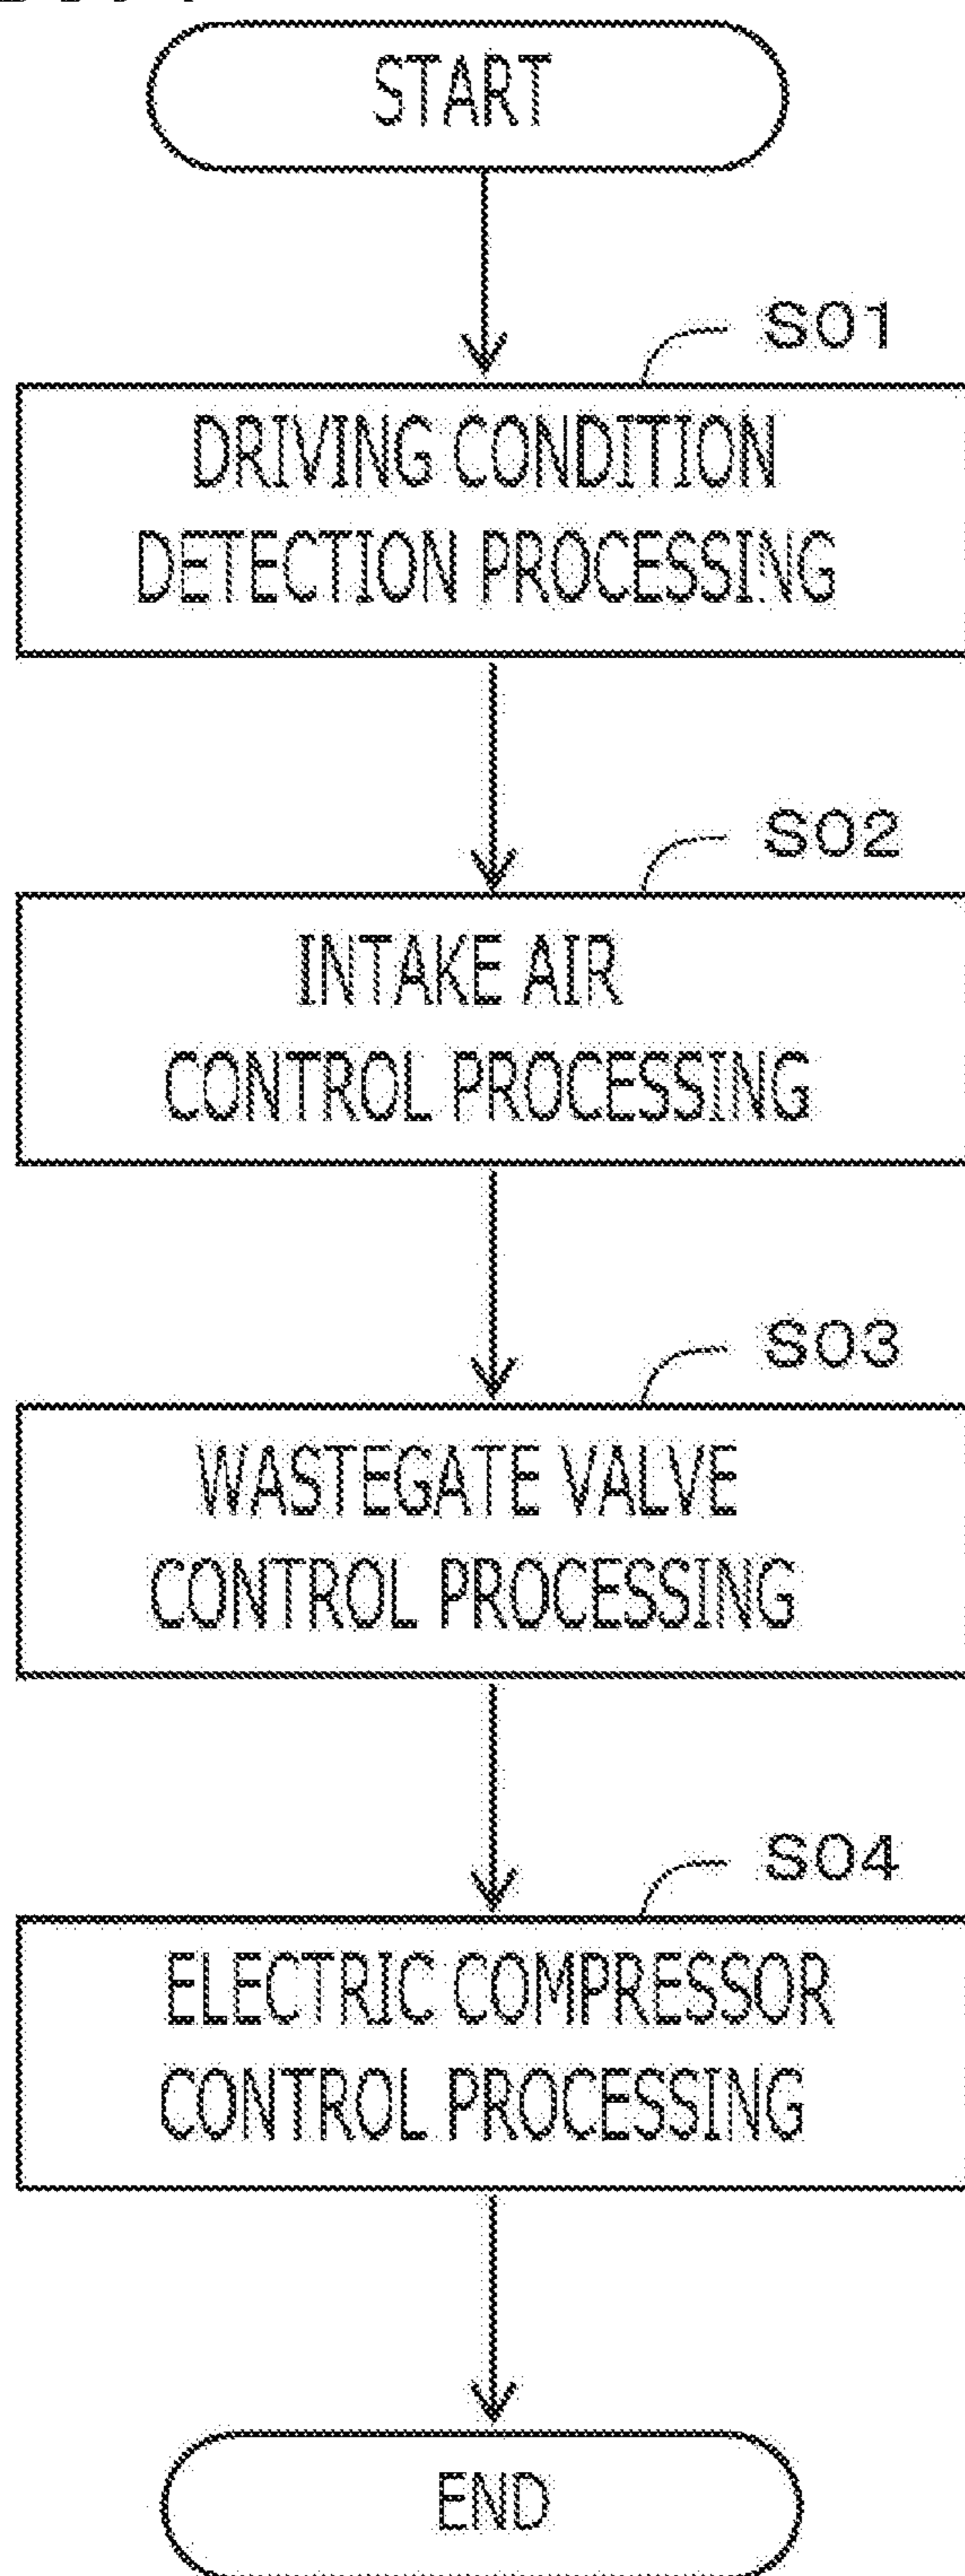 START
S01
DRIVING CONDITION
DETECTION PROCESSING
S02
INTAKE AIR
CONTROL PROCESSING
S03
WASTEGATE VALVE
CONTROL PROCESSING
S04
ELECTRIC COMPRESSOR
CONTROL PROCESSING
END